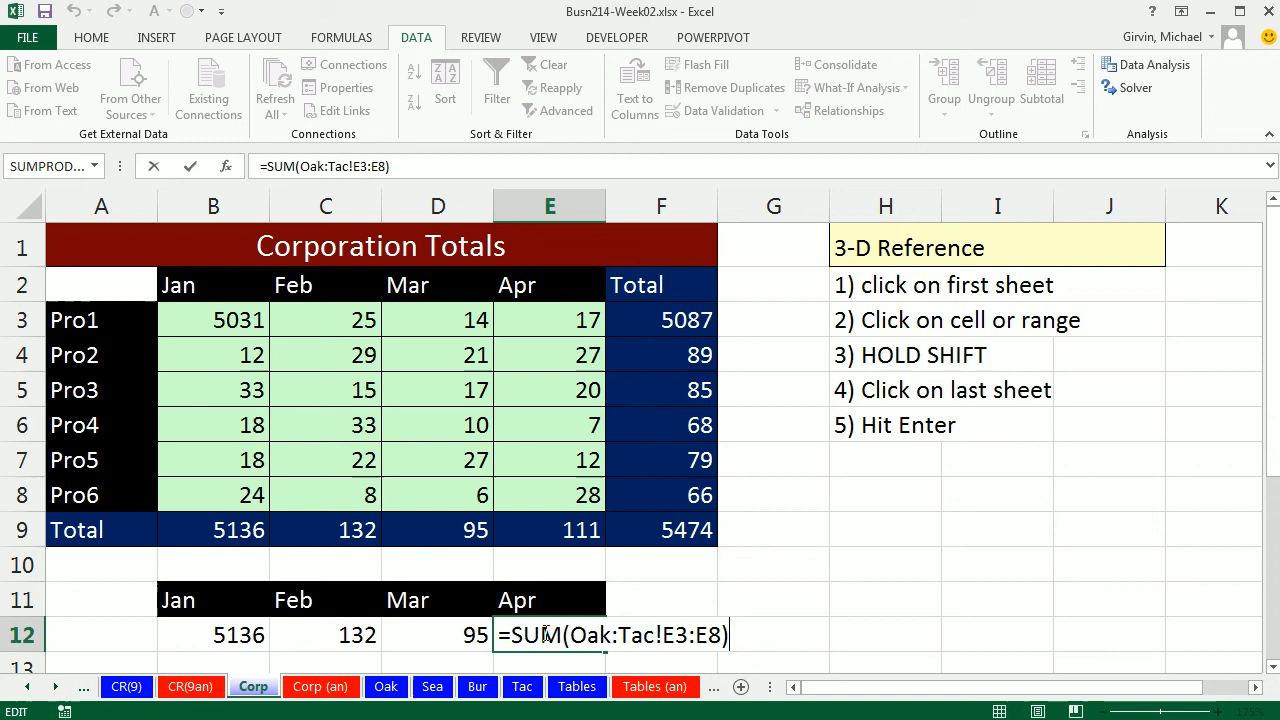 Busn214-Week02.xlsx - Excel
FILE HOME INSERT PAGE LAYOUT FORMULAS DATA REVIEW VIEW DEVELOPER POWERPIVOT Girvin, Michael
From Access
From Web
From Text
From Other Sources
Existing Connections
Get External Data
Refresh All
Connections
Properties
Edit Links
Connections
Sort
Filter
Clear
Reapply
Advanced
Sort & Filter
Text to Columns
Flash Fill
Remove Duplicates
Data Validation
Consolidate
What-If Analysis
Relationships
Data Tools
Group
Ungroup
Subtotal
Outline
Data Analysis
Solver
Analysis
SUMPROD... fx =SUM(Oak:Tac!E3:E8)
A B C D E F G H I J K
1 Corporation Totals 3-D Reference
2 Jan Feb Mar Apr Total 1) click on first sheet
3 Pro1 5031 25 14 17 5087 2) Click on cell or range
4 Pro2 12 29 21 27 89 3) HOLD SHIFT
5 Pro3 33 15 17 20 85 4) Click on last sheet
6 Pro4 18 33 10 7 68 5) Hit Enter
7 Pro5 18 22 27 12 79
8 Pro6 24 8 6 28 66
9 Total 5136 132 95 111 5474
10
11 Jan Feb Mar Apr
12 5136 132 95 =SUM(Oak:Tac!E3:E8)
13
... CR(9) CR(9an) Corp Corp (an) Oak Sea Bur Tac Tables Tables (an) ...
EDIT 175%